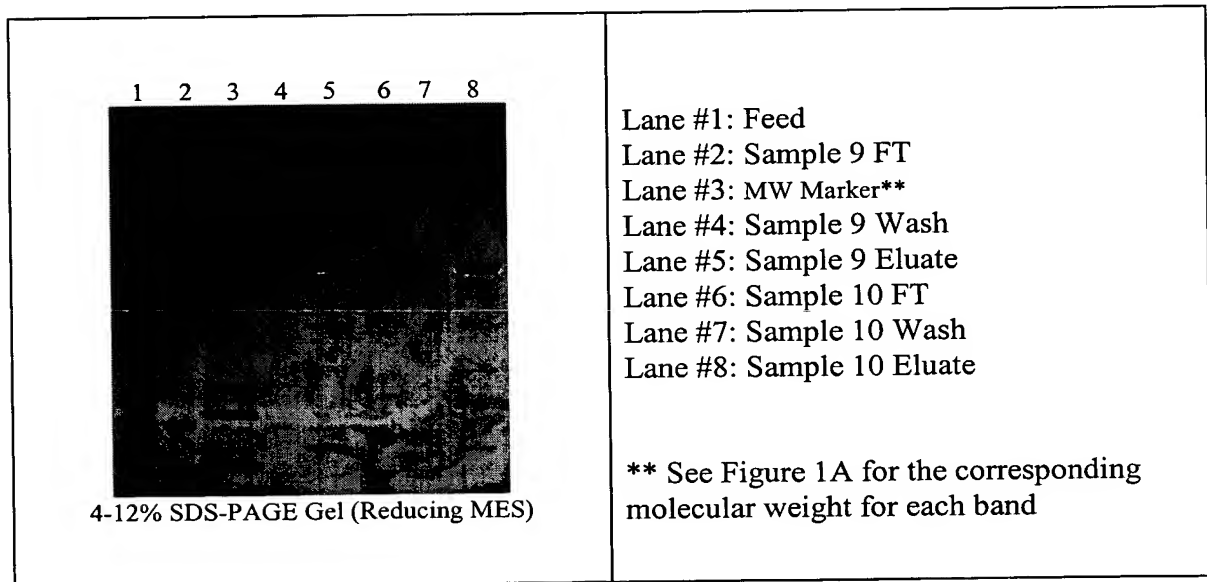 1 2 3 4 5 6 7 8
4-12% SDS-PAGE Gel (Reducing MES)
Lane #1: Feed
Lane #2: Sample 9 FT
Lane #3: MW Marker**
Lane #4: Sample 9 Wash
Lane #5: Sample 9 Eluate
Lane #6: Sample 10 FT
Lane #7: Sample 10 Wash
Lane #8: Sample 10 Eluate
** See Figure 1A for the corresponding
molecular weight for each band